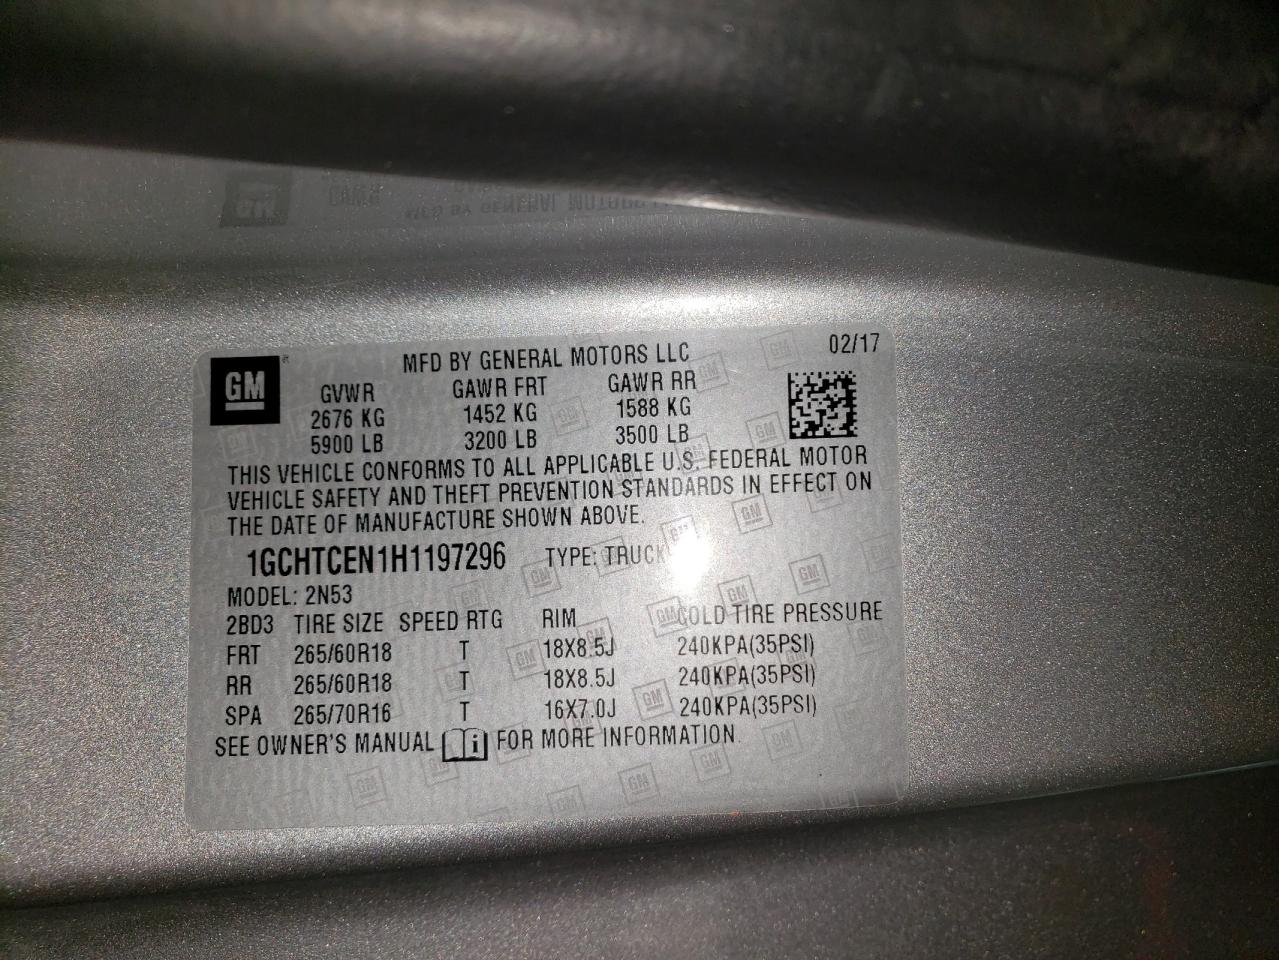 MFD BY GENERAL MOTORS LLC 02/17
GM
GVWR GAWR FRT GAWR RR
2676 KG 1452 KG 1588 KG
5900 LB 3200 LB 3500 LB
THIS VEHICLE CONFORMS TO ALL APPLICABLE U.S. FEDERAL MOTOR
VEHICLE SAFETY AND THEFT PREVENTION STANDARDS IN EFFECT ON
THE DATE OF MANUFACTURE SHOWN ABOVE.
1GCHTCEN1H1197296 TYPE: TRUCK
MODEL: 2N53
2BD3 TIRE SIZE SPEED RTG RIM COLD TIRE PRESSURE
FRT 265/60R18 T 18X8.5J 240KPA(35PSI)
RR 265/60R18 T 18X8.5J 240KPA(35PSI)
SPA 265/70R16 T 16X7.0J 240KPA(35PSI)
SEE OWNER'S MANUAL i FOR MORE INFORMATION.